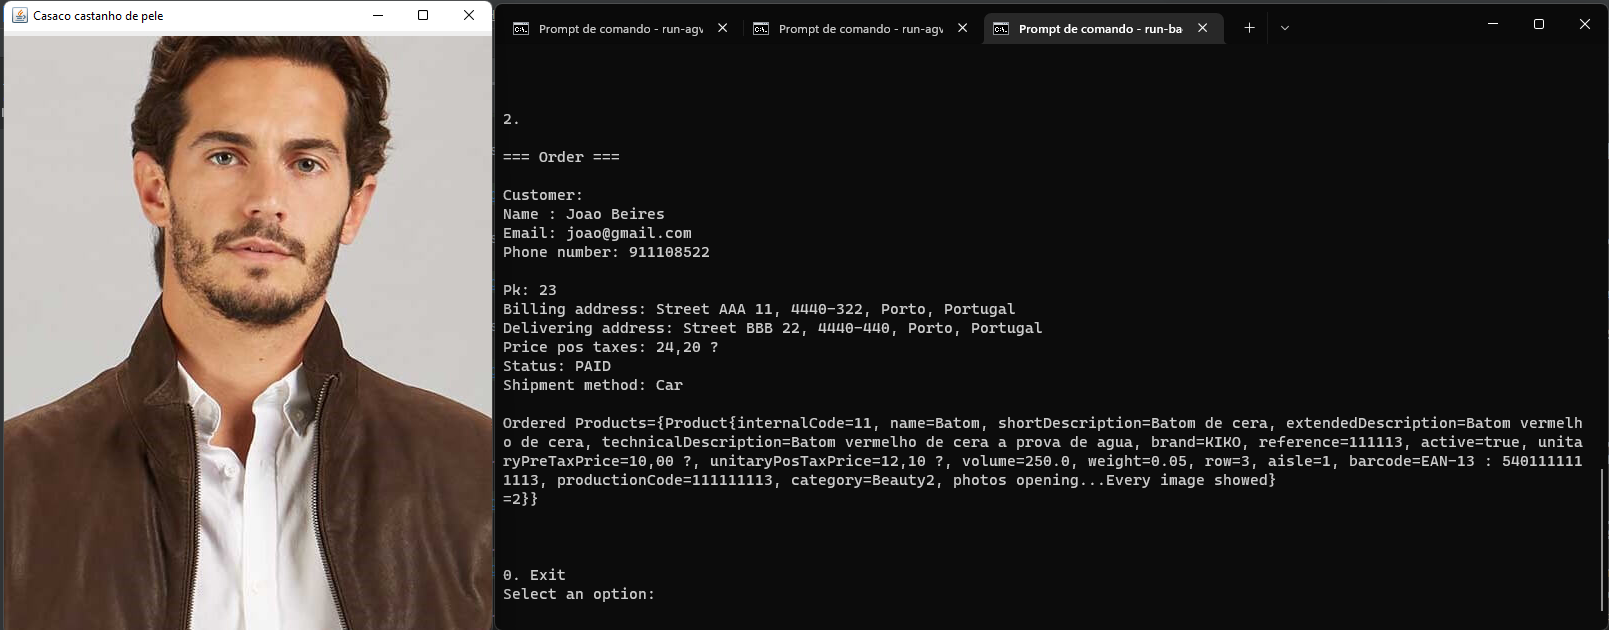 Casaco castanho de pele
Prompt de comando - run-agv
Prompt de comando - run-agv
Prompt de comando - run-ba
2.
=== Order ===
Customer:
Name : Joao Beires
Email: joao@gmail.com
Phone number: 911108522
Pk: 23
Billing address: Street AAA 11, 4440-322, Porto, Portugal
Delivering address: Street BBB 22, 4440-440, Porto, Portugal
Price pos taxes: 24,20 ?
Status: PAID
Shipment method: Car
Ordered Products={Product{internalCode=11, name=Batom, shortDescription=Batom de cera, extendedDescription=Batom vermelh
o de cera, technicalDescription=Batom vermelho de cera a prova de agua, brand=KIKO, reference=111113, active=true, unita
ryPreTaxPrice=10,00 ?, unitaryPosTaxPrice=12,10 ?, volume=250.0, weight=0.05, row=3, aisle=1, barcode=EAN-13 : 540111111
1113, productionCode=111111113, category=Beauty2, photos opening...Every image showed}
=2}}
0. Exit
Select an option: